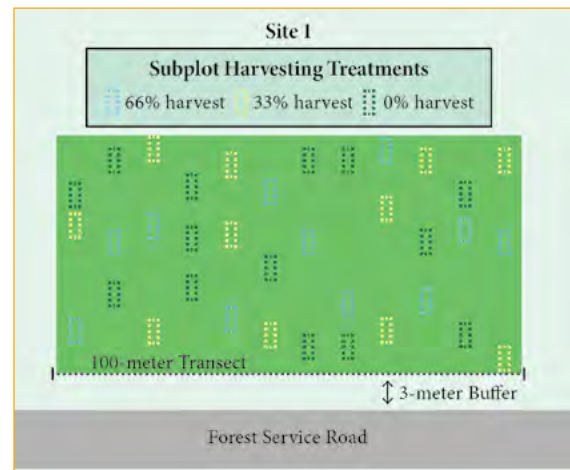 Site 1
Subplot Harvesting Treatments
66% harvest 33% harvest 0% harvest
100-meter Transect
3-meter Buffer
Forest Service Road